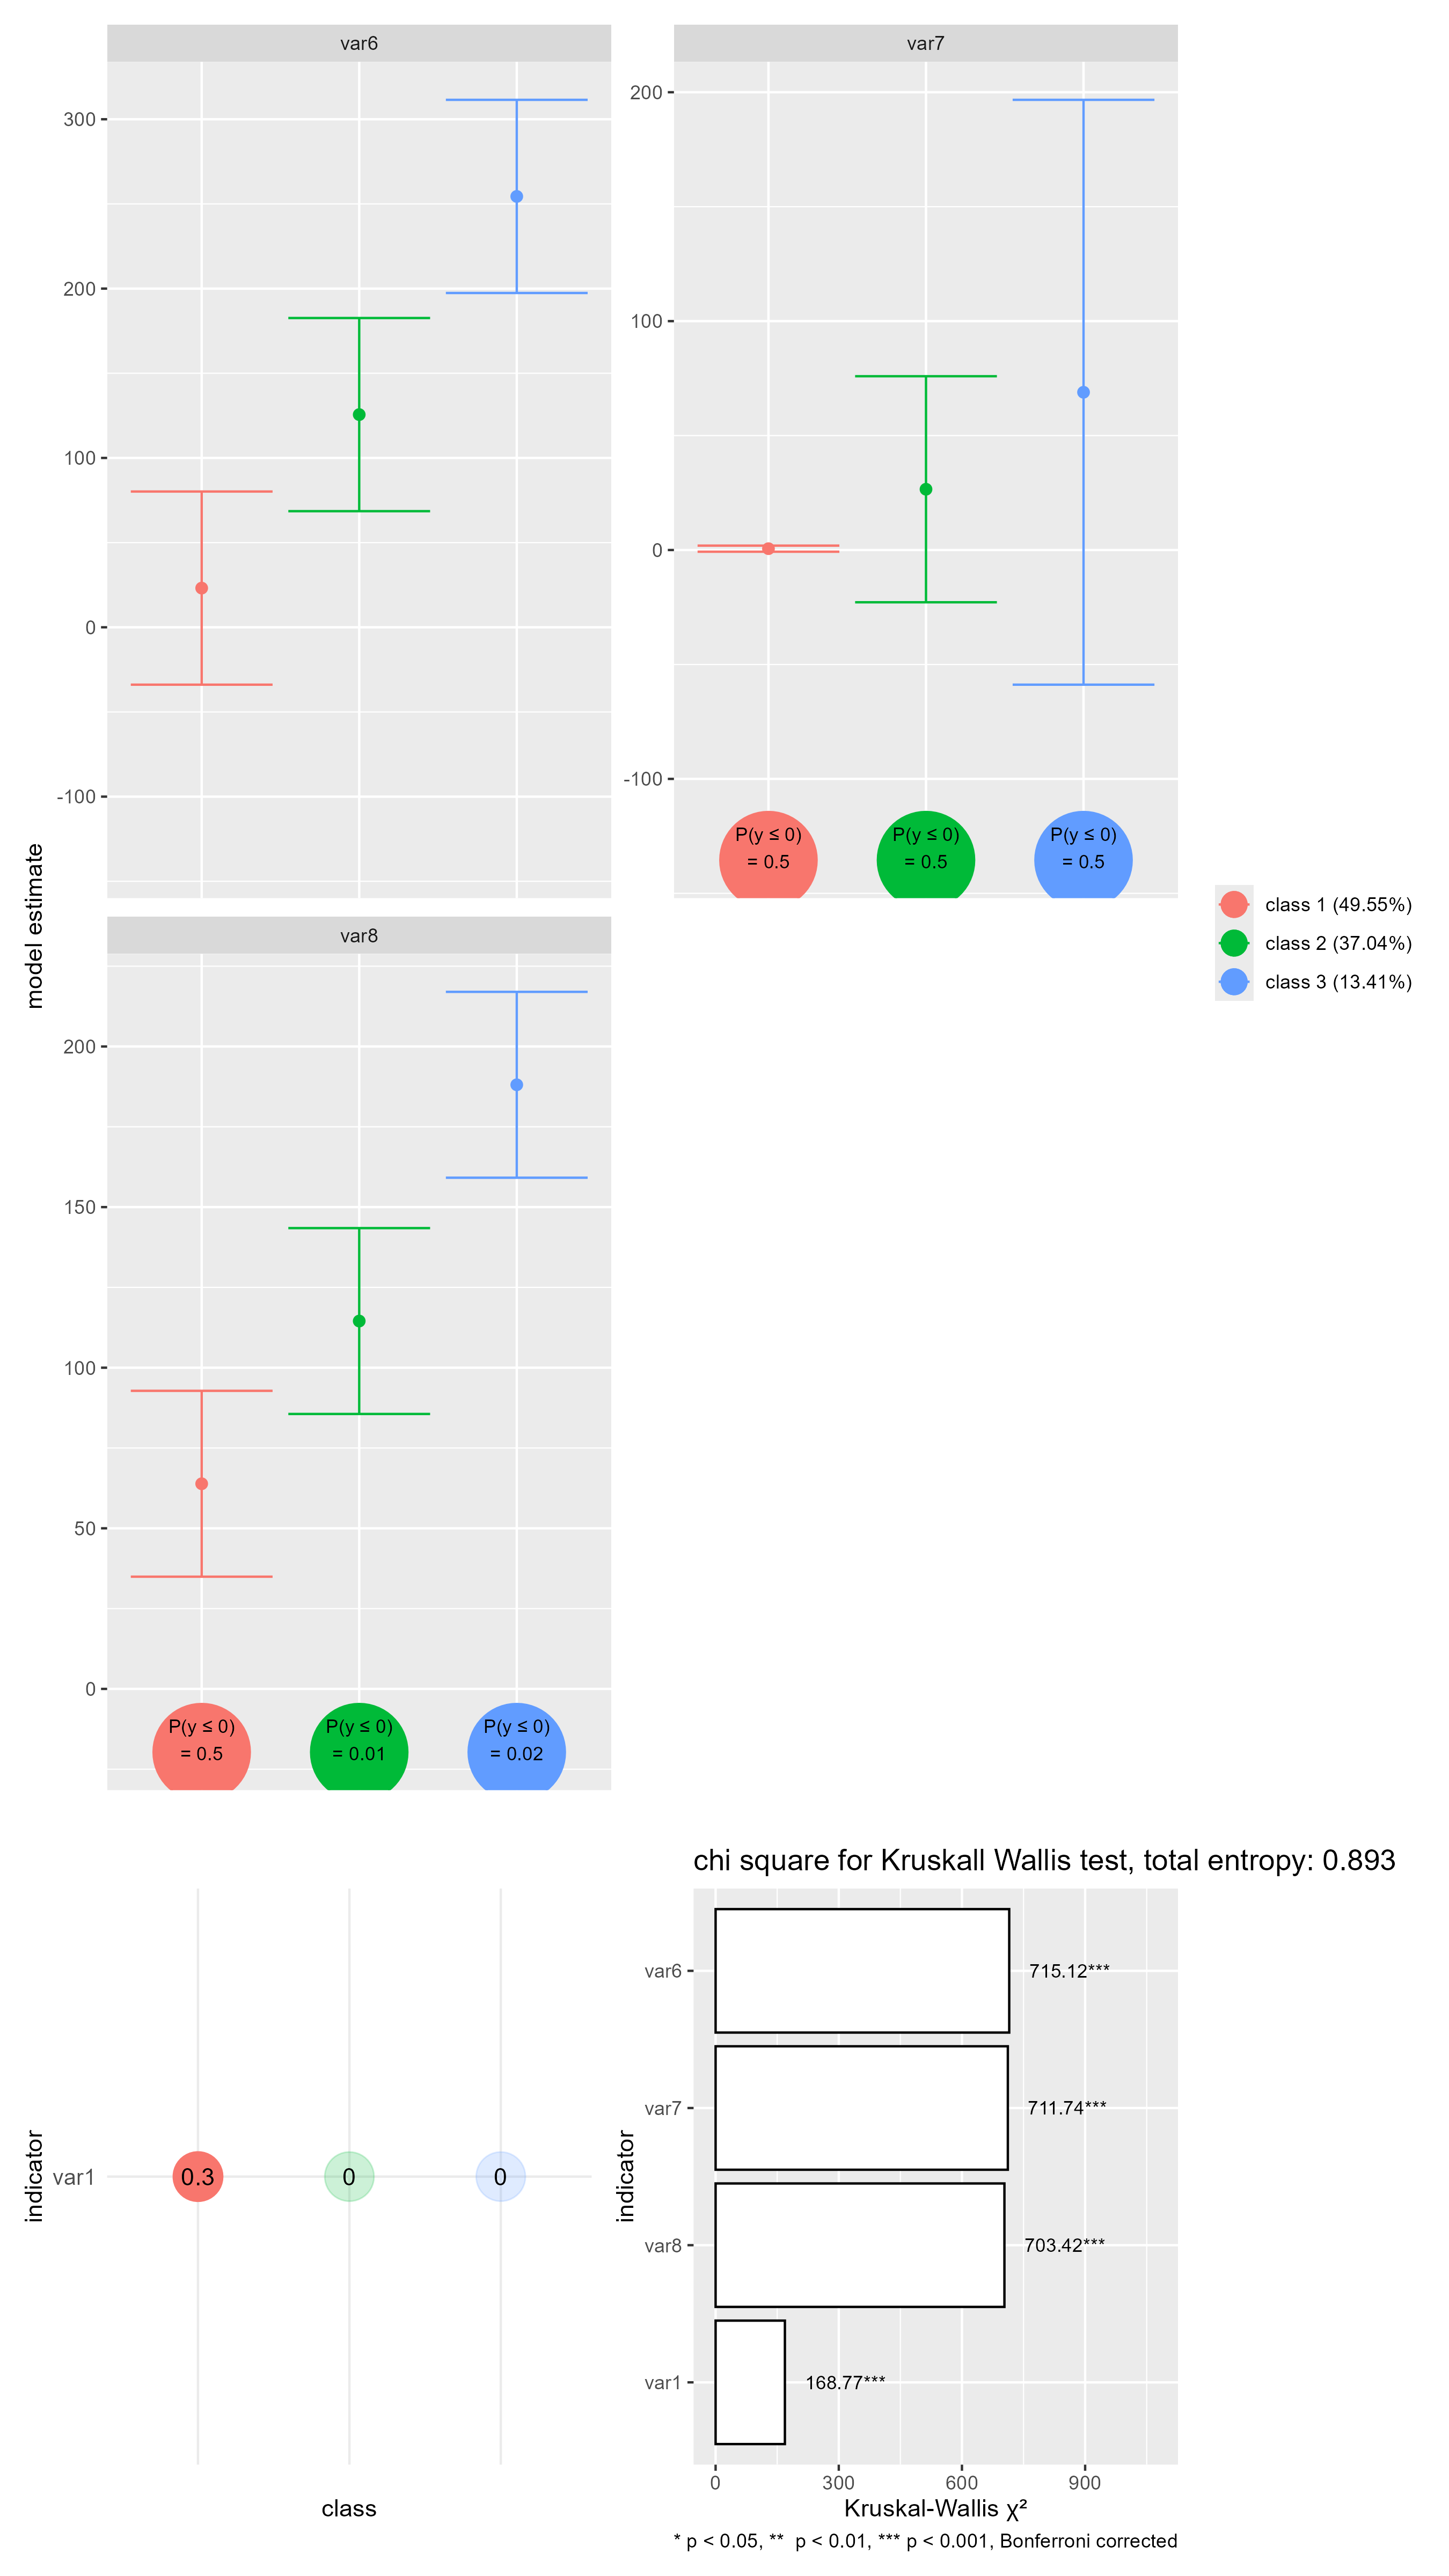 var6
var7
300
200
100
0
-100
200
100
0
-100
P(y ≤ 0)
= 0.5
P(y ≤ 0)
= 0.5
P(y ≤ 0)
= 0.5
model estimate
class 1 (49.55%)
class 2 (37.04%)
class 3 (13.41%)
var8
200
150
100
50
0
P(y ≤ 0)
= 0.5
P(y ≤ 0)
= 0.01
P(y ≤ 0)
= 0.02
indicator
var1
0.3
0
0
class
chi square for Kruskall Wallis test, total entropy: 0.893
indicator
var6
715.12***
var7
711.74***
var8
703.42***
var1
168.77***
0
300
600
900
Kruskal-Wallis χ²
* p < 0.05, **  p < 0.01, *** p < 0.001, Bonferroni corrected